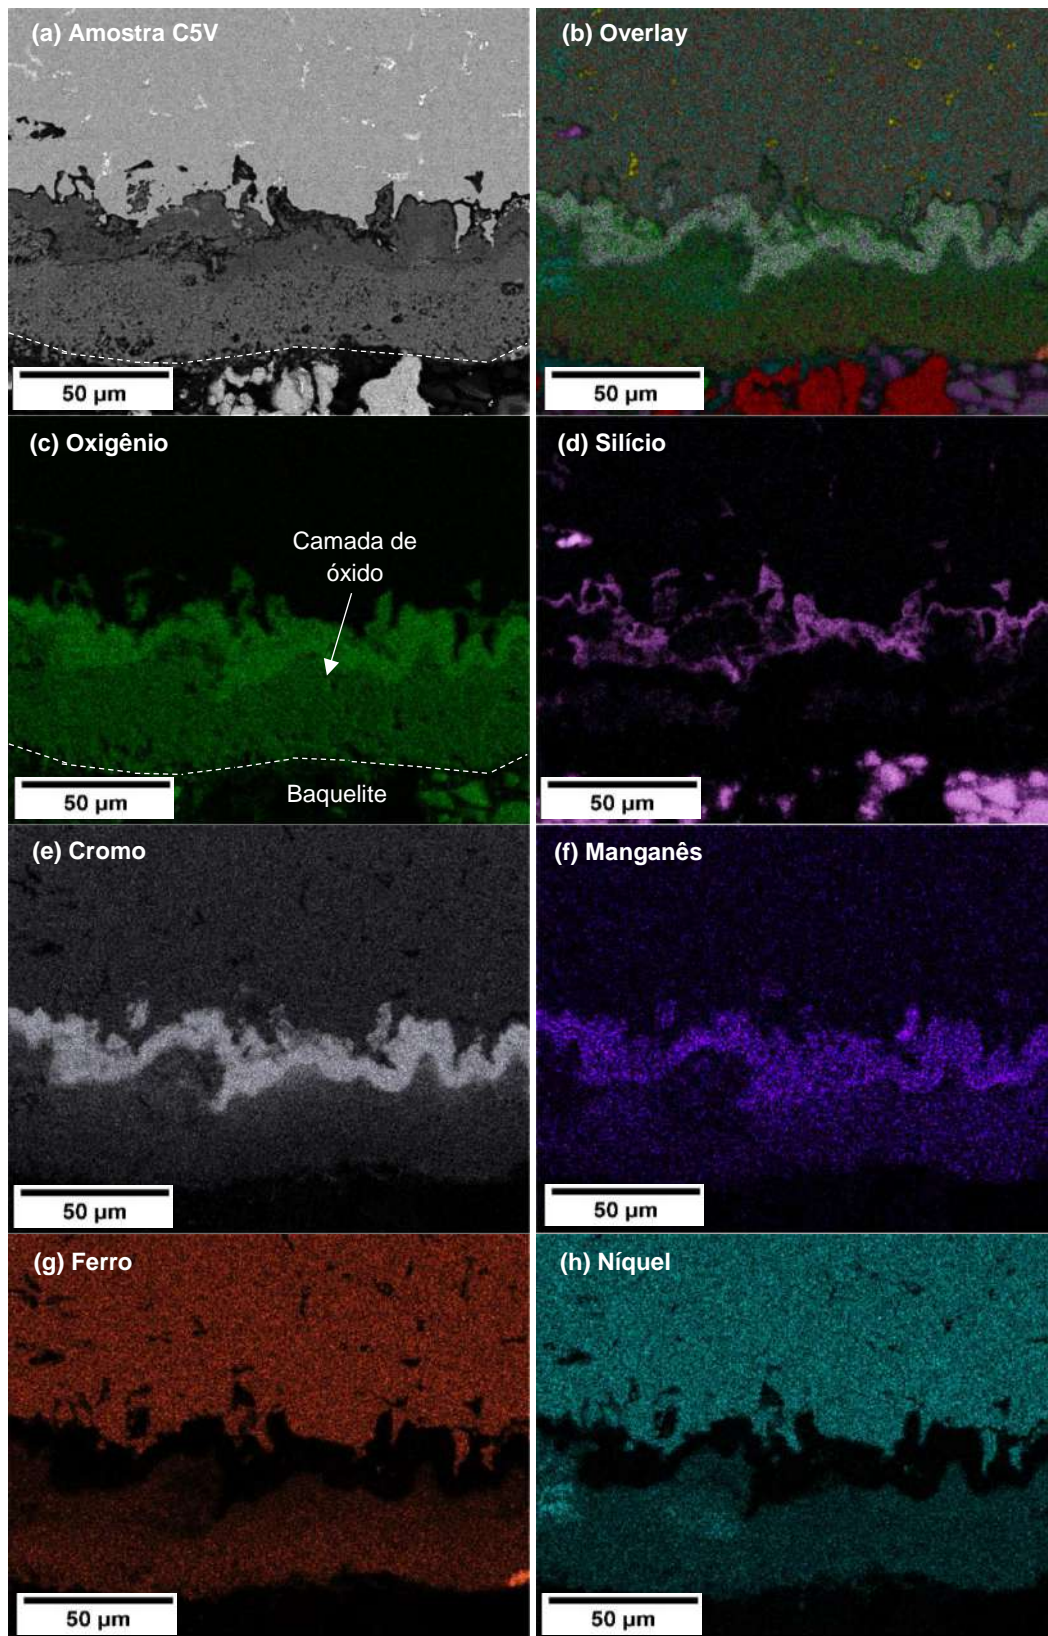 (a) Amostra C5V
50 µm
(b) Overlay
50 µm
(c) Oxigênio
Camada de
óxido
Baquelite
50 µm
(d) Silício
50 µm
(e) Cromo
50 µm
(f) Manganês
50 µm
(g) Ferro
50 µm
(h) Níquel
50 µm